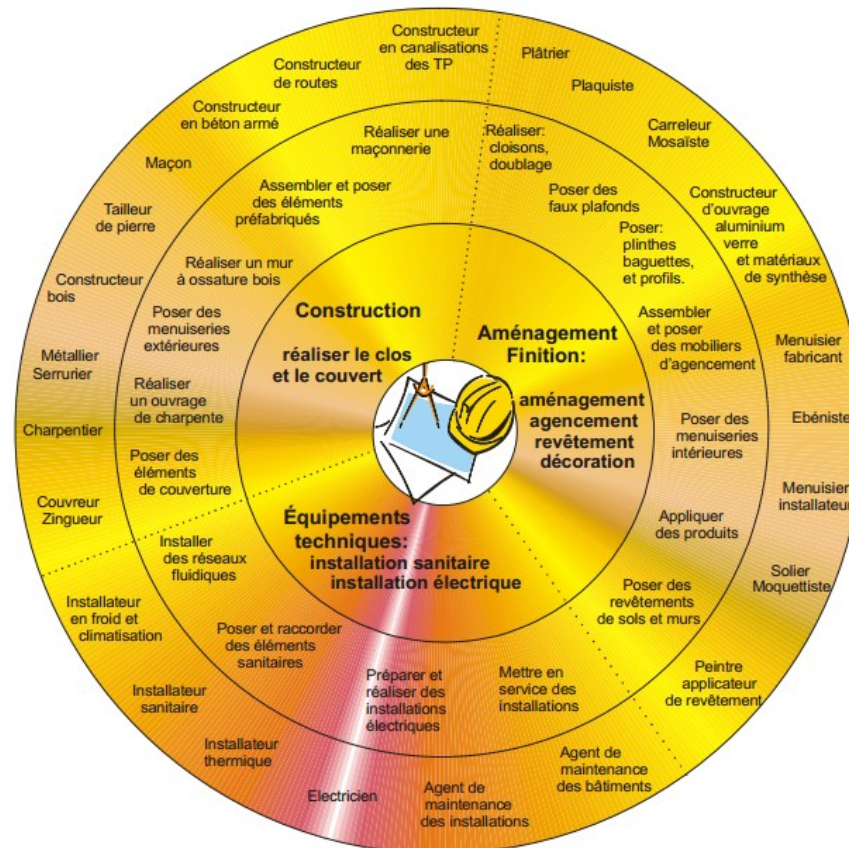 Constructeur
en canalisations
des TP
Plâtrier
Plaquiste
Carreleur
Mosaïste
Constructeur
d'ouvrage
aluminium
verre
et matériaux
de synthèse
Menuisier
fabricant
Ebéniste
Menuisier
installateur
Solier
Moquettiste
Peintre
applicateur
de revêtement
Agent de
maintenance
des bâtiments
Agent de
maintenance
des installations
Electricien
Installateur
thermique
Installateur
sanitaire
Installateur
en froid et
climatisation
Couvreur
Zingueur
Charpentier
Métallier
Serrurier
Constructeur
bois
Tailleur
de pierre
Maçon
Constructeur
en béton armé
Constructeur
de routes
Réaliser une
maçonnerie
Réaliser:
cloisons,
doublage
Poser des
faux plafonds
Poser:
plinthes
baguettes,
et profils.
Assembler
et poser
des mobiliers
d'agencement
Poser des
menuiseries
intérieures
Appliquer
des produits
Poser des
revêtements
de sols et murs
Mettre en
service des
installations
Préparer et
réaliser des
installations
électriques
Poser et raccorder
des éléments
sanitaires
Installer
des réseaux
fluidiques
Poser des
éléments
de couverture
Réaliser
un ouvrage
de charpente
Poser des
menuiseries
extérieures
Réaliser un mur
à ossature bois
Assembler et poser
des éléments
préfabriqués
Construction
réaliser le clos
et le couvert
Aménagement
Finition:
aménagement
agencement
revêtement
décoration
Équipements
techniques:
installation sanitaire
installation électrique